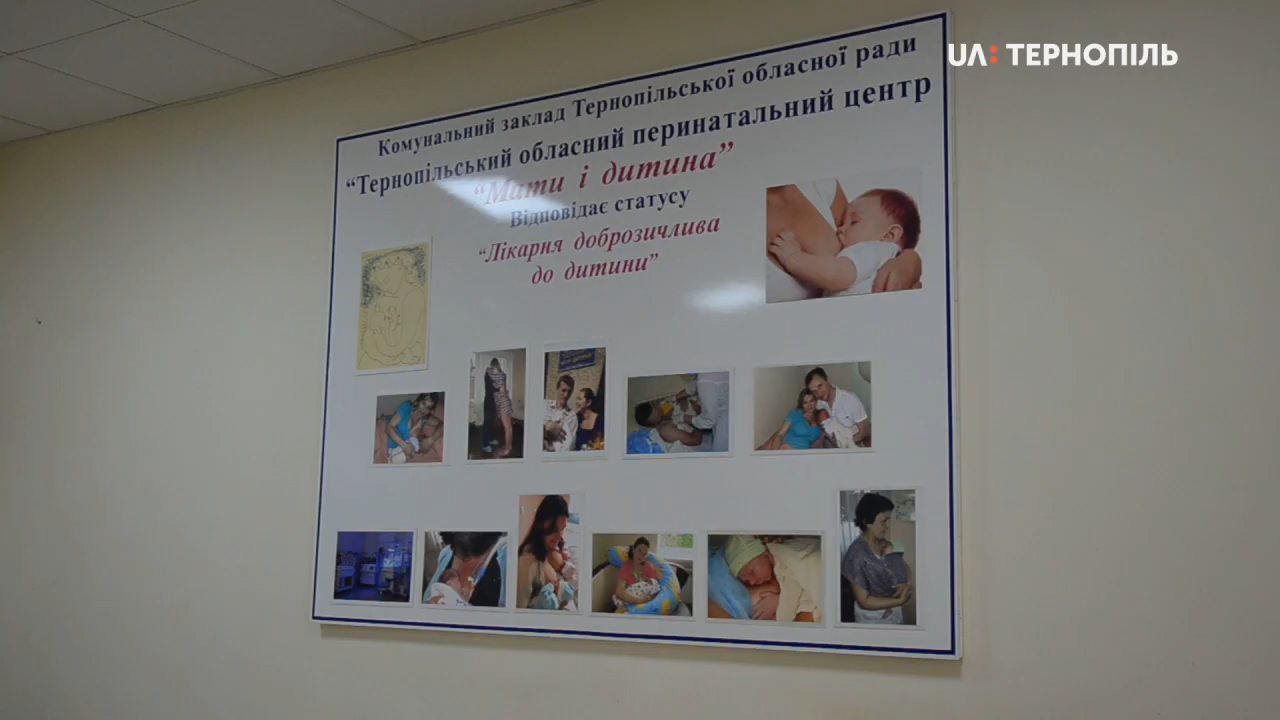 UA: ТЕРНОПІЛЬ
Комунальний заклад Тернопільської обласної ради
“Тернопільський обласний перинатальний центр
“Мати і дитина”
Відповідає статусу
“Лікарня доброзичлива
до дитини”